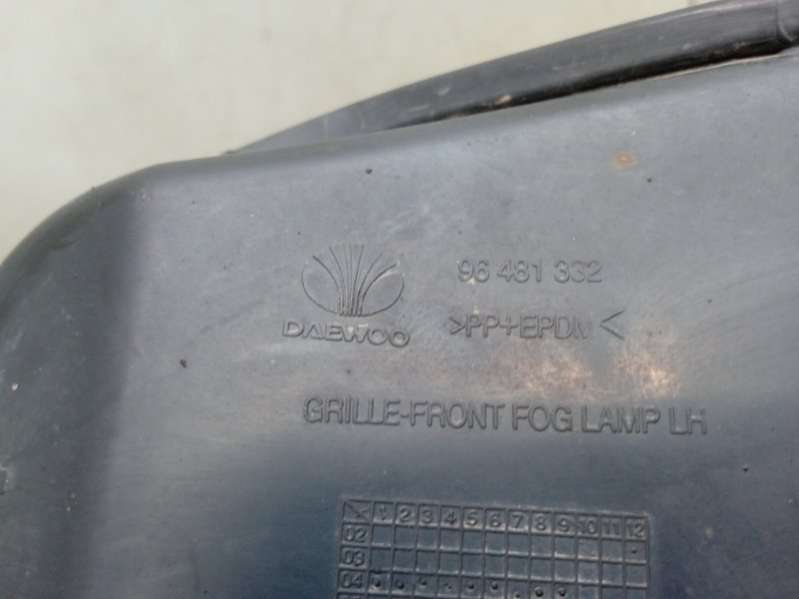 96 481 332
DAEWOO
>PP+EPDM<
GRILLE-FRONT FOG LAMP LH
1 2 3 4 5 6 7 8 9 10 11 12
02
03
04